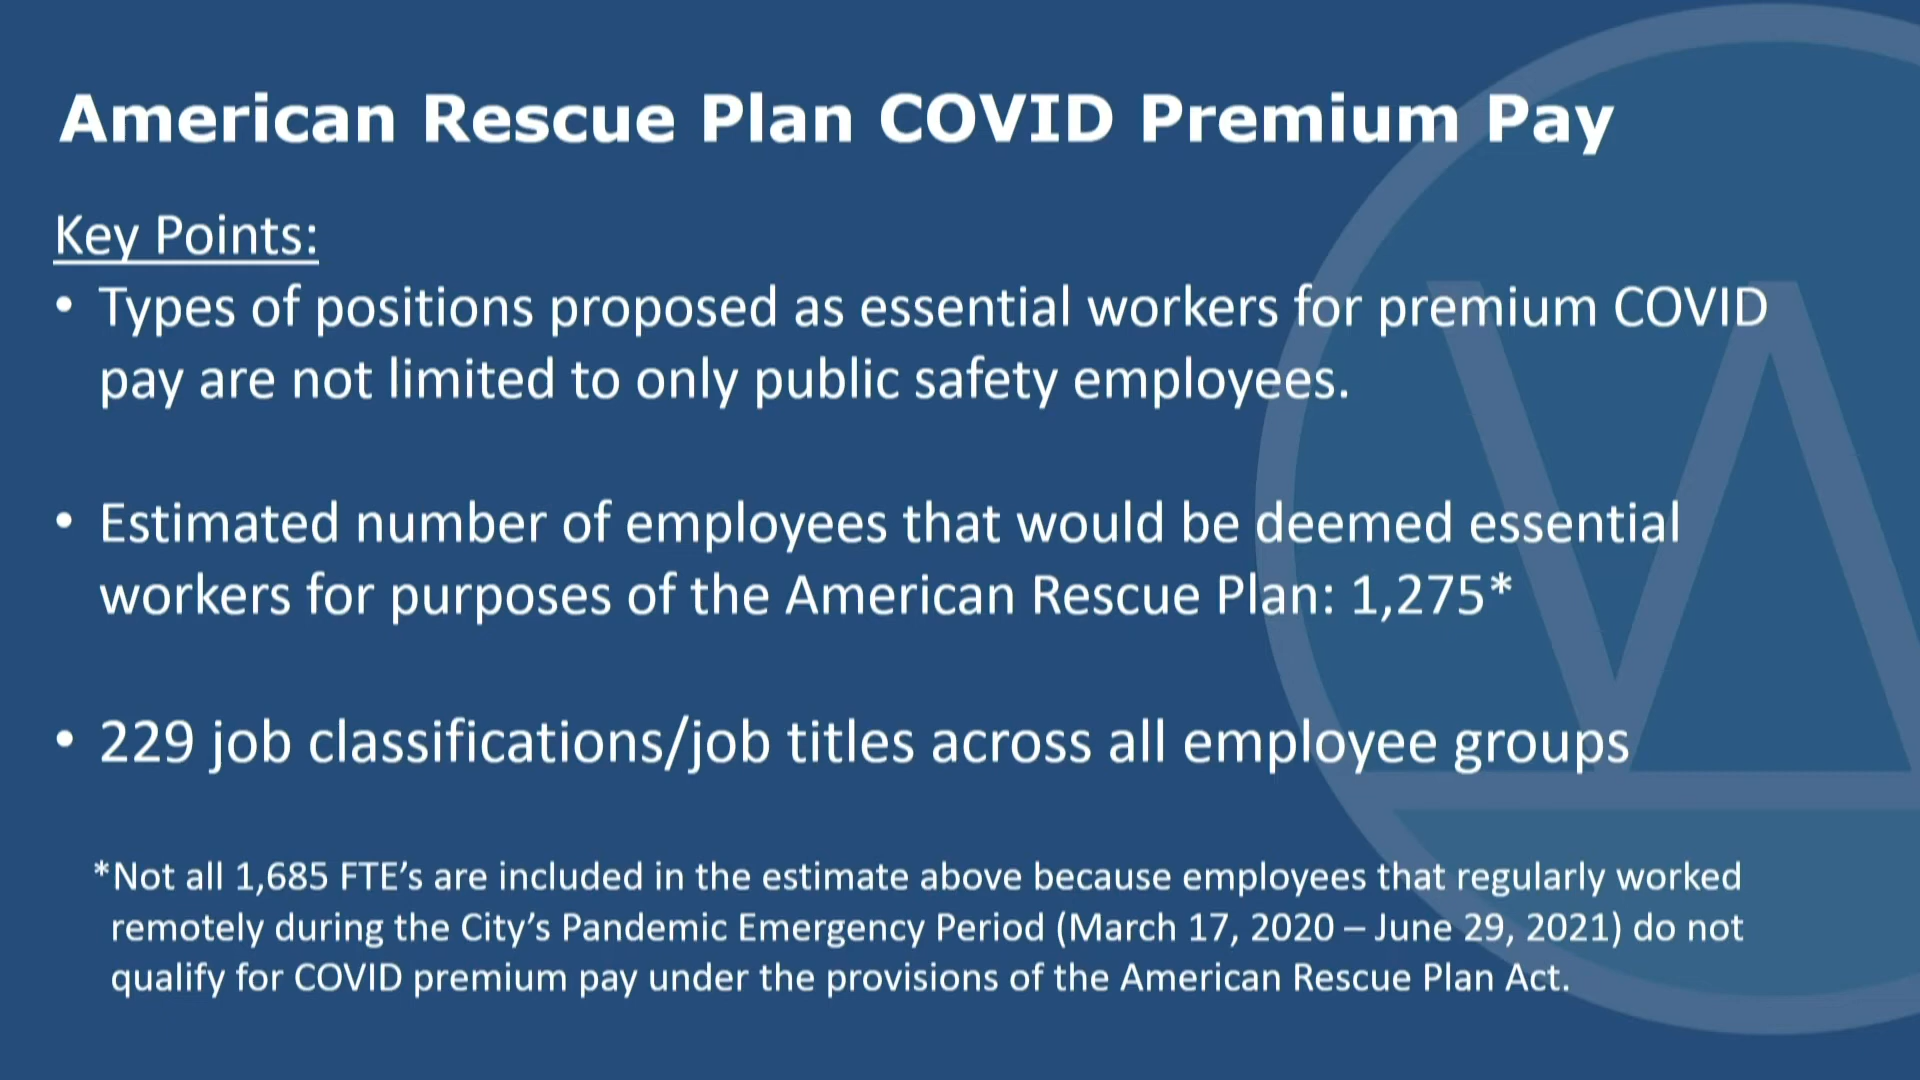 American Rescue Plan COVID Premium Pay
Key Points:
• Types of positions proposed as essential workers for premium COVID
pay are not limited to only public safety employees.
• Estimated number of employees that would be deemed essential
workers for purposes of the American Rescue Plan: 1,275*
• 229 job classifications/job titles across all employee groups
*Not all 1,685 FTE’s are included in the estimate above because employees that regularly worked
remotely during the City’s Pandemic Emergency Period (March 17, 2020 – June 29, 2021) do not
qualify for COVID premium pay under the provisions of the American Rescue Plan Act.